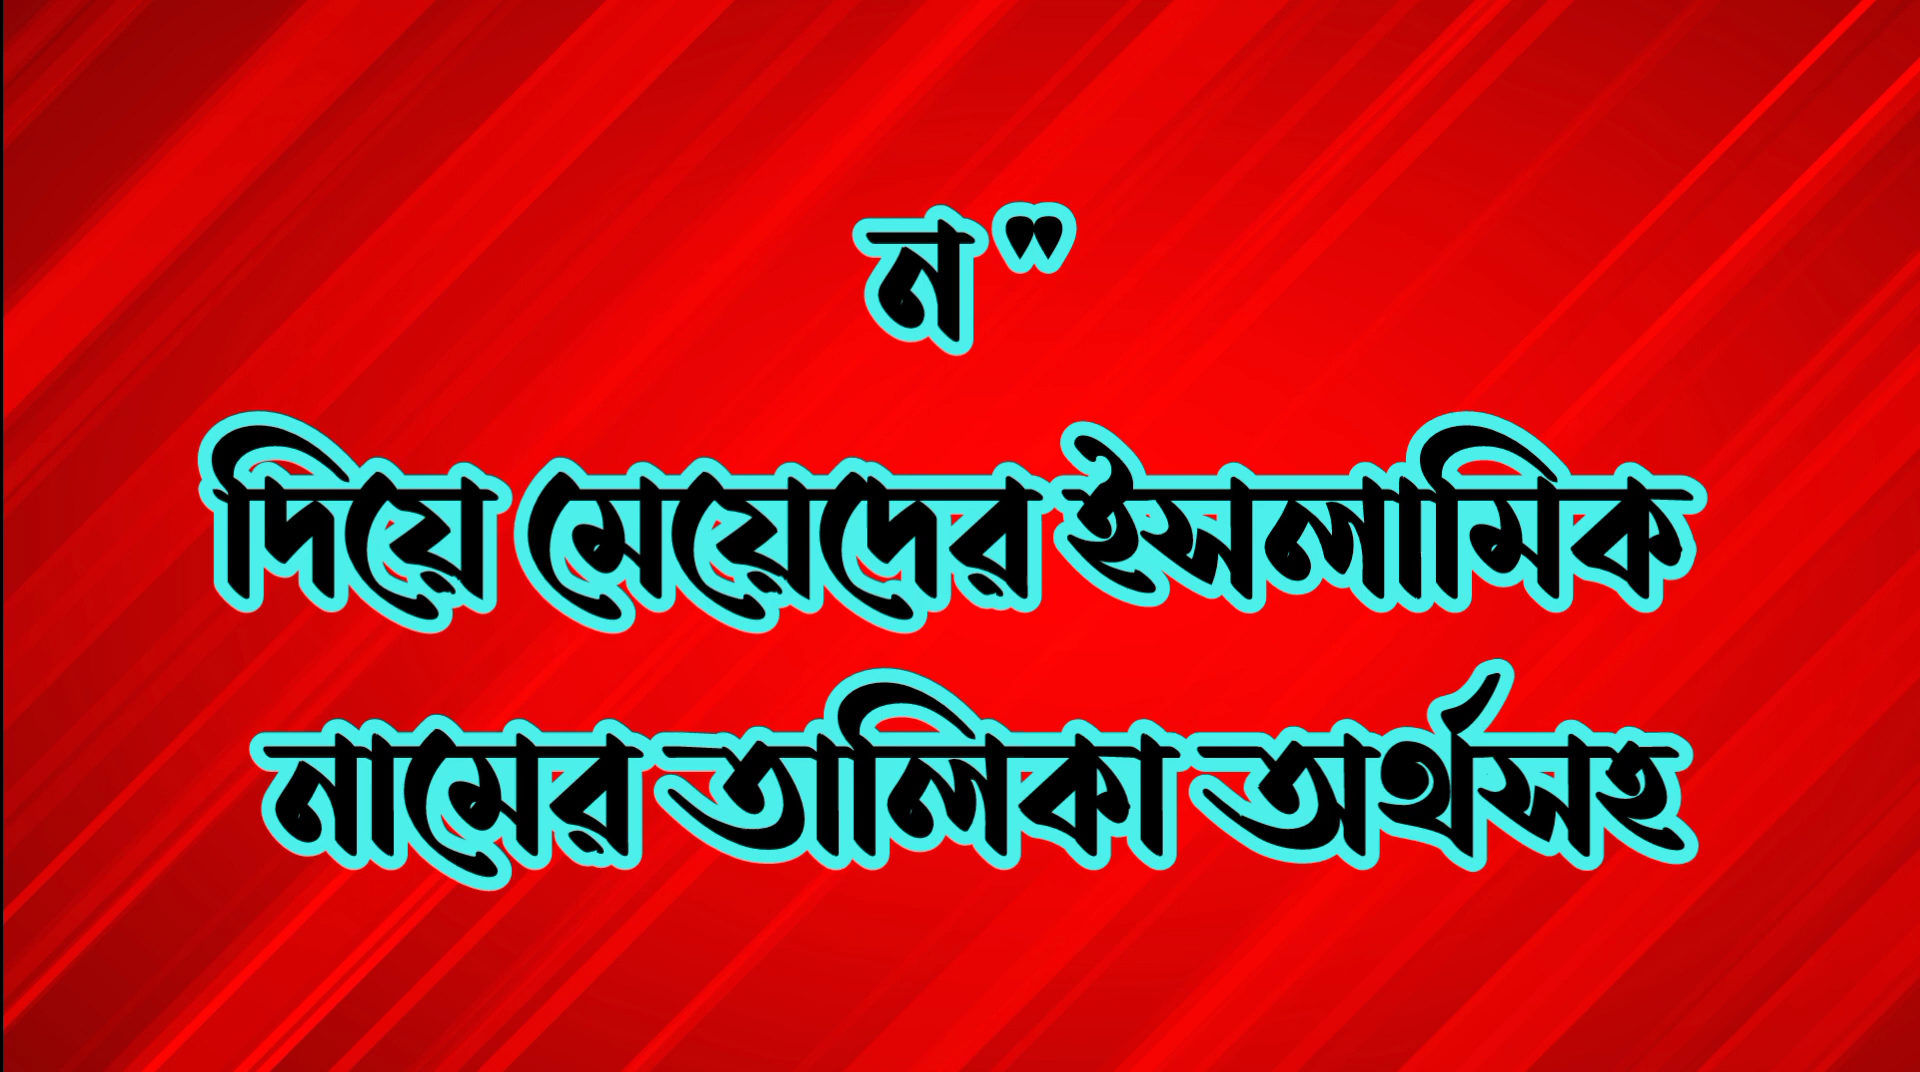 ন"
দিয়ে মেয়েদের ইসলামিক
নামের তালিকা অর্থসহ